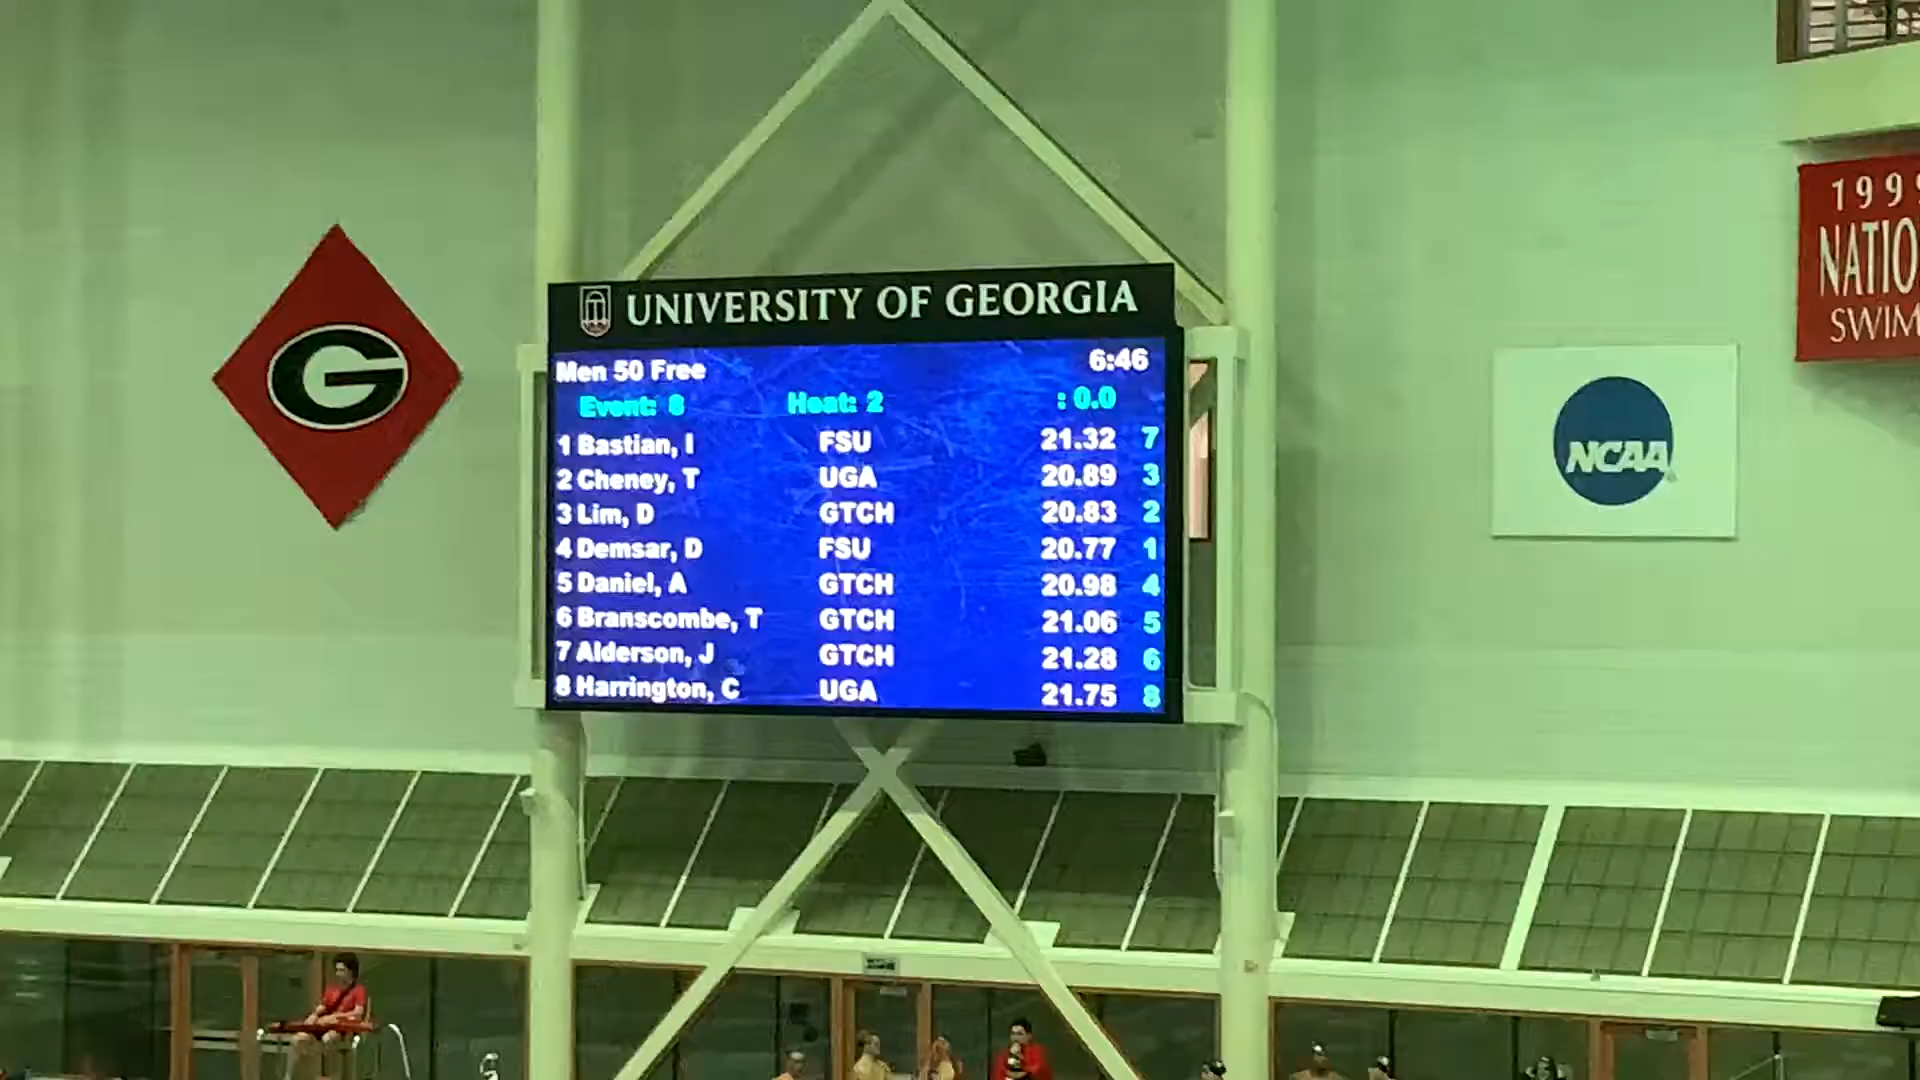 UNIVERSITY OF GEORGIA
Men 50 Free 6:46
Event: 8 Heat: 2 : 0.0
1 Bastian, I FSU 21.32 7
2 Cheney, T UGA 20.89 3
3 Lim, D GTCH 20.83 2
4 Demsar, D FSU 20.77 1
5 Daniel, A GTCH 20.98 4
6 Branscombe, T GTCH 21.06 5
7 Alderson, J GTCH 21.28 6
8 Harrington, C UGA 21.75 8
G
NCAA
1999
NATIO
SWIM